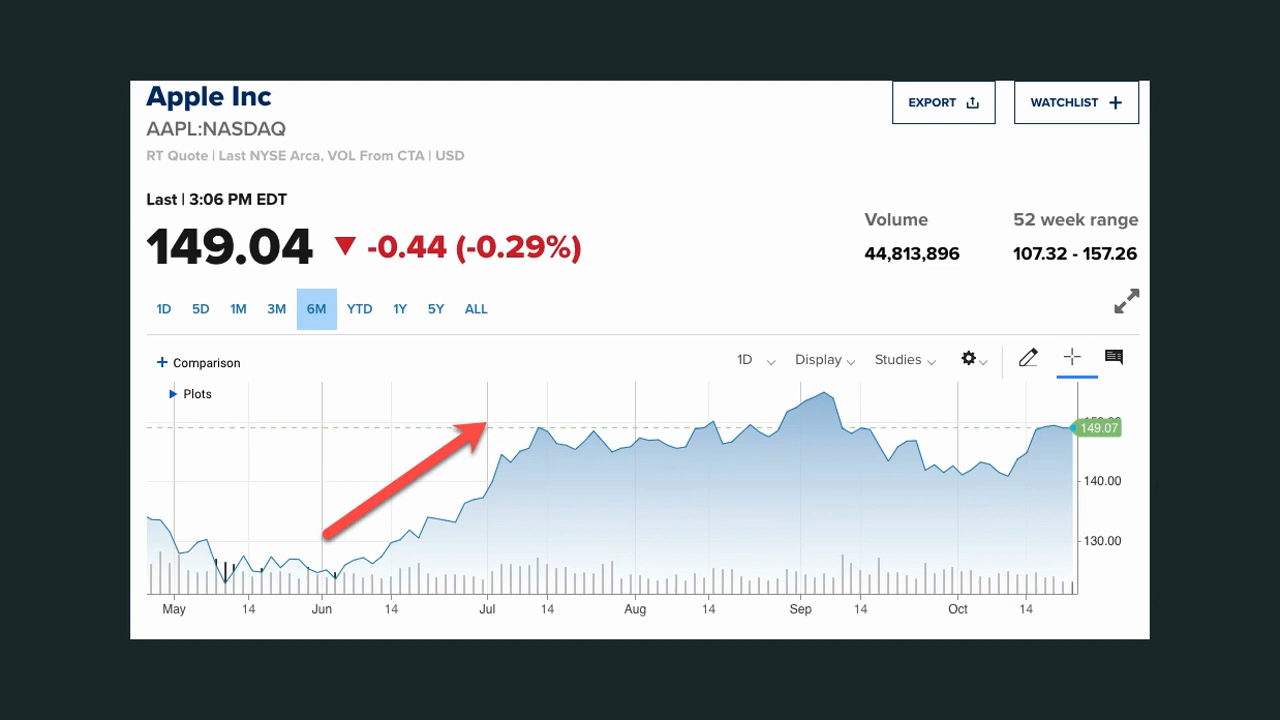 Apple Inc
EXPORT
WATCHLIST +
AAPL:NASDAQ
RT Quote | Last NYSE Arca, VOL From CTA | USD
Last | 3:06 PM EDT
149.04 ▼ -0.44 (-0.29%)
Volume
52 week range
44,813,896
107.32 - 157.26
1D 5D 1M 3M 6M YTD 1Y 5Y ALL
+ Comparison
1D Display Studies
Plots
149.07
140.00
130.00
May 14 Jun 14 Jul 14 Aug 14 Sep 14 Oct 14